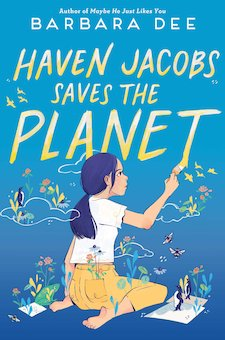 Author of Maybe He Just Likes You
BARBARA DEE
HAVEN JACOBS
SAVES THE
PLANET